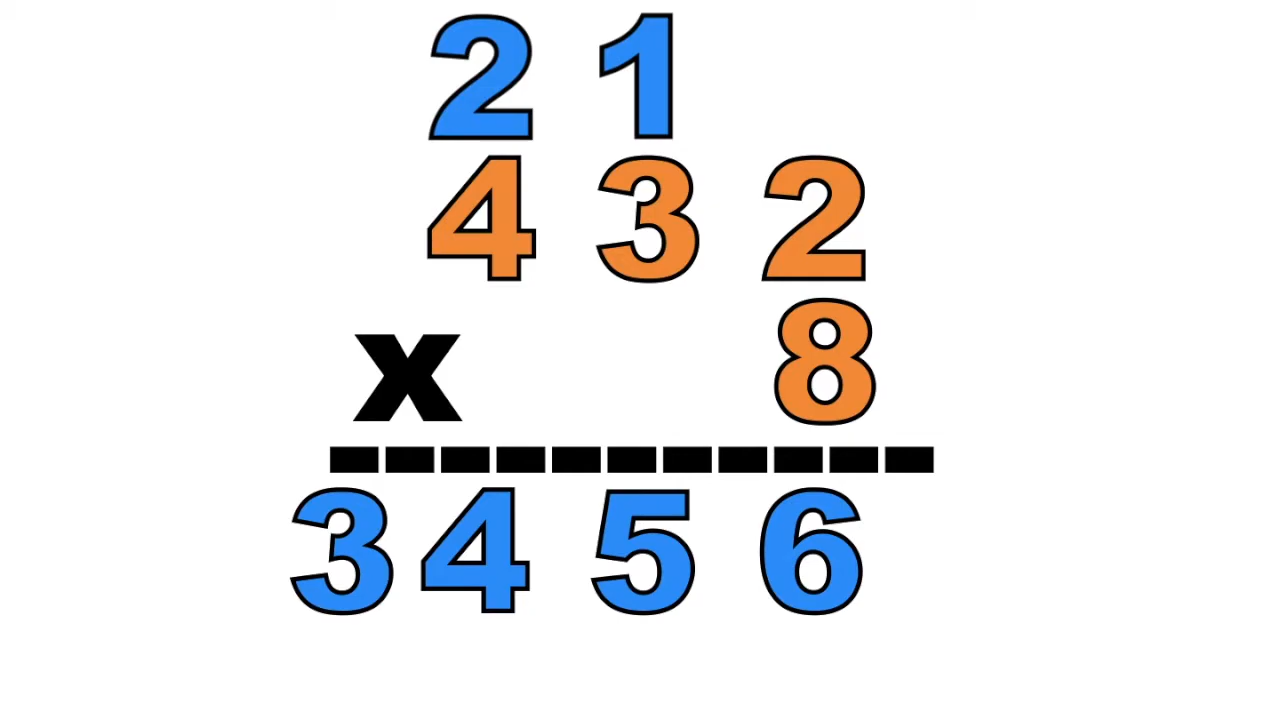 2 1
4 3 2
x 8
-----------
3 4 5 6